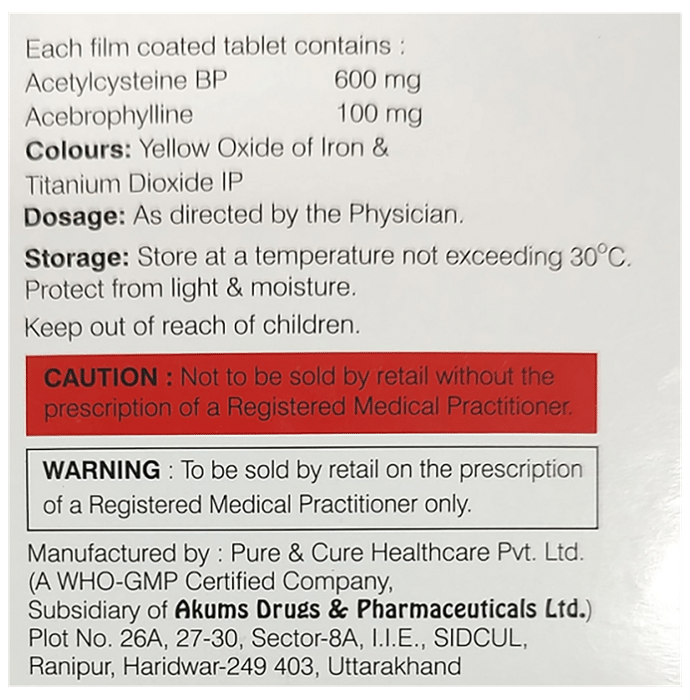 Each film coated tablet contains :
Acetylcysteine BP 600 mg
Acebrophylline 100 mg
Colours: Yellow Oxide of Iron &
Titanium Dioxide IP
Dosage: As directed by the Physician.
Storage: Store at a temperature not exceeding 30°C.
Protect from light & moisture.
Keep out of reach of children.
CAUTION : Not to be sold by retail without the
prescription of a Registered Medical Practitioner.
WARNING : To be sold by retail on the prescription
of a Registered Medical Practitioner only.
Manufactured by : Pure & Cure Healthcare Pvt. Ltd.
(A WHO-GMP Certified Company,
Subsidiary of Akums Drugs & Pharmaceuticals Ltd.)
Plot No. 26A, 27-30, Sector-8A, I.I.E., SIDCUL,
Ranipur, Haridwar-249 403, Uttarakhand